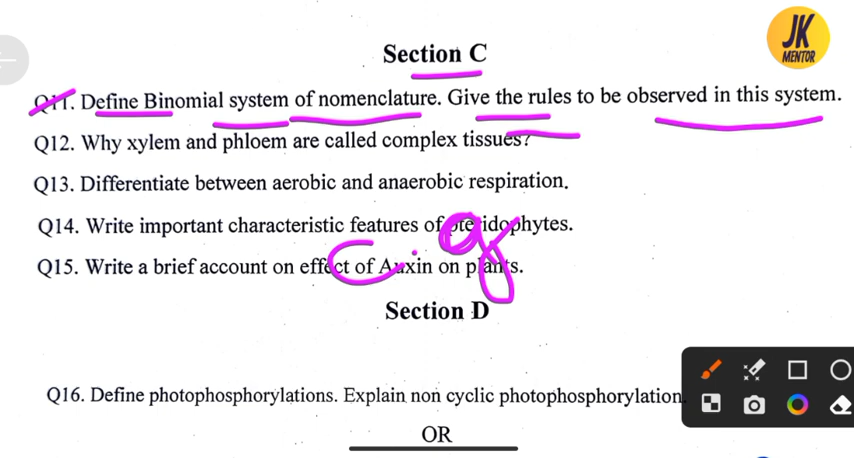 JK
MENTOR
Section C
Q11. Define Binomial system of nomenclature. Give the rules to be observed in this system.
Q12. Why xylem and phloem are called complex tissues?
Q13. Differentiate between aerobic and anaerobic respiration.
Q14. Write important characteristic features of pteridophytes.
Q15. Write a brief account on effect of Auxin on plants.
Section D
Q16. Define photophosphorylations. Explain non cyclic photophosphorylation.
OR